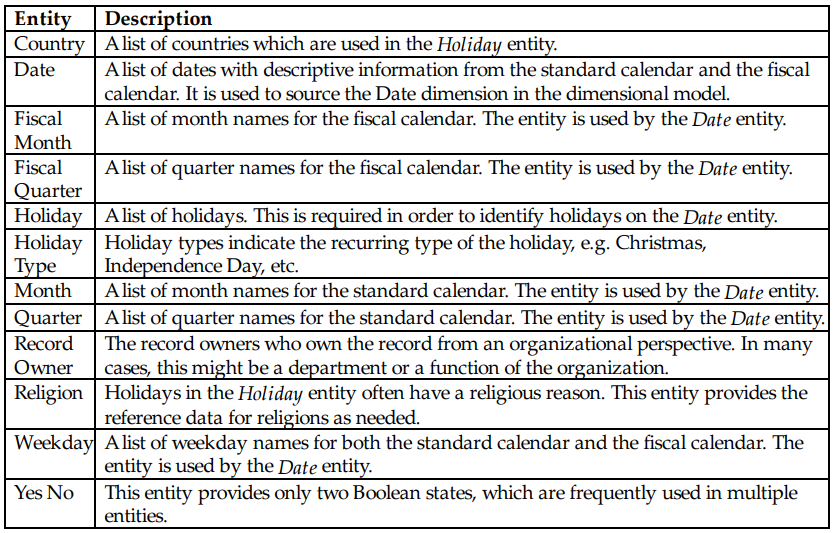 Entity Description
Country A list of countries which are used in the Holiday entity.
Date A list of dates with descriptive information from the standard calendar and the fiscal
calendar. It is used to source the Date dimension in the dimensional model.
Fiscal A list of month names for the fiscal calendar. The entity is used by the Date entity.
Month
Fiscal A list of quarter names for the fiscal calendar. The entity is used by the Date entity.
Quarter
Holiday A list of holidays. This is required in order to identify holidays on the Date entity.
Holiday Holiday types indicate the recurring type of the holiday, e.g. Christmas,
Type Independence Day, etc.
Month A list of month names for the standard calendar. The entity is used by the Date entity.
Quarter A list of quarter names for the standard calendar. The entity is used by the Date entity.
Record The record owners who own the record from an organizational perspective. In many
Owner cases, this might be a department or a function of the organization.
Religion Holidays in the Holiday entity often have a religious reason. This entity provides the
reference data for religions as needed.
Weekday A list of weekday names for both the standard calendar and the fiscal calendar. The
entity is used by the Date entity.
Yes No This entity provides only two Boolean states, which are frequently used in multiple
entities.